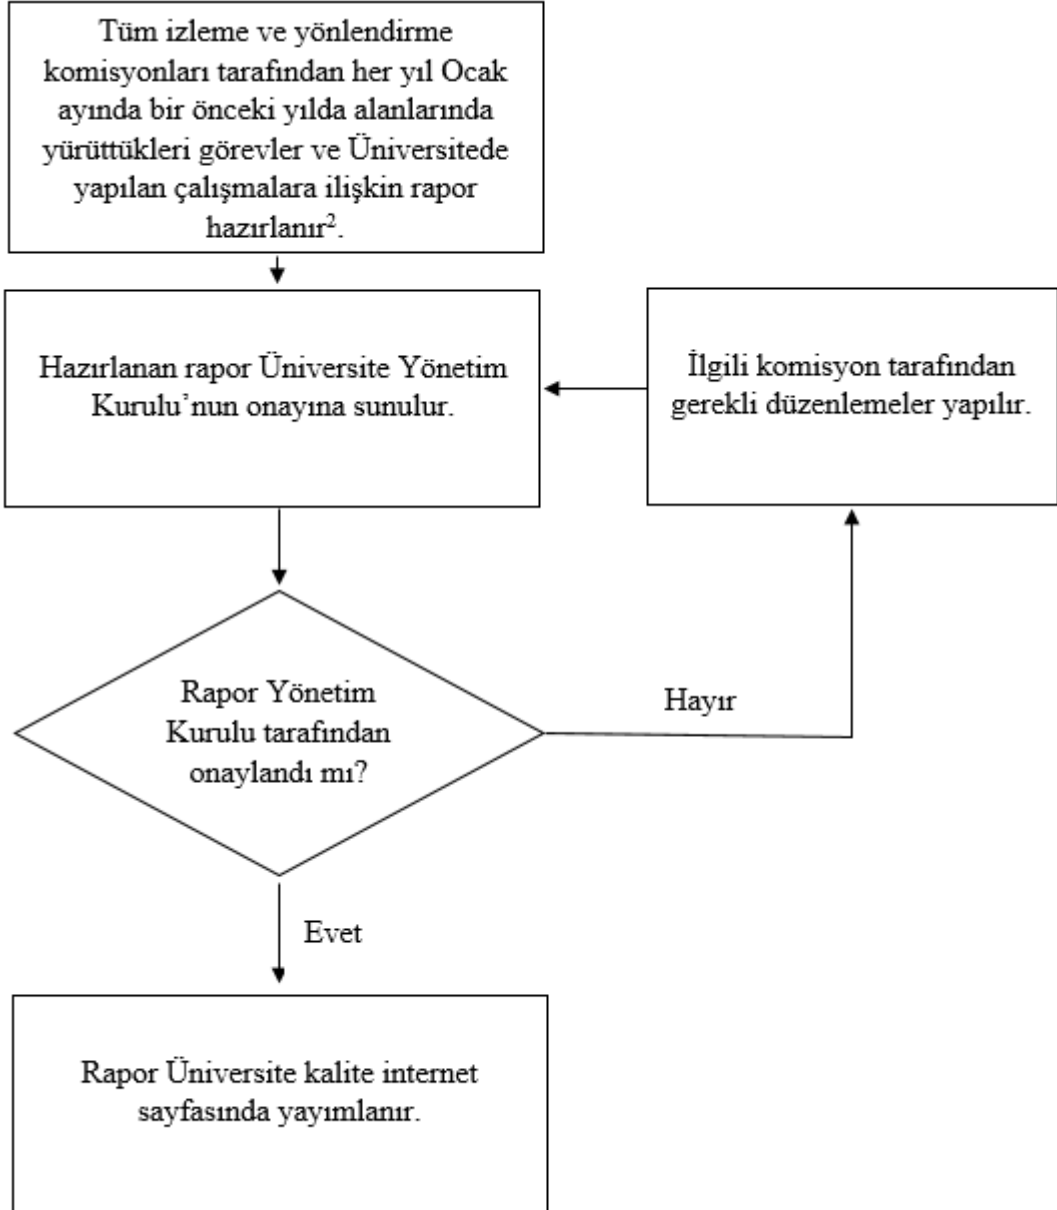 Tüm izleme ve yönlendirme
komisyonları tarafından her yıl Ocak
ayında bir önceki yılda alanlarında
yürüttükleri görevler ve Üniversitede
yapılan çalışmalara ilişkin rapor
hazırlanır².
Hazırlanan rapor Üniversite Yönetim
Kurulu’nun onayına sunulur.
İlgili komisyon tarafından
gerekli düzenlemeler yapılır.
Rapor Yönetim
Kurulu tarafından
onaylandı mı?
Hayır
Evet
Rapor Üniversite kalite internet
sayfasında yayımlanır.